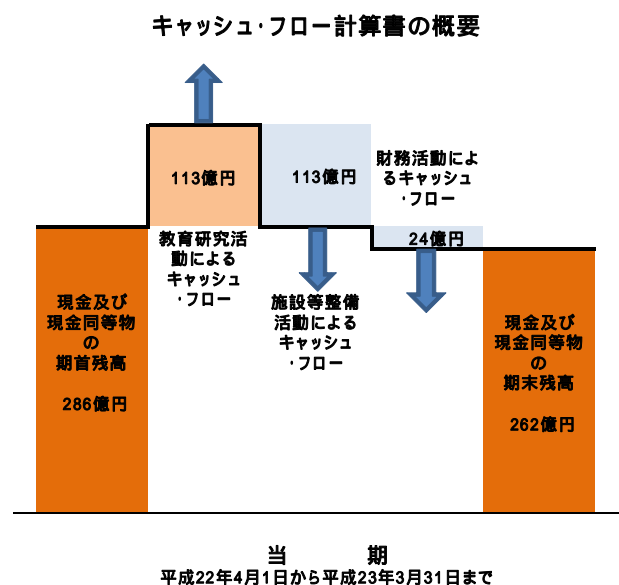 キャッシュ・フロー計算書の概要
113億円
教育研究活
動による
キャッシュ
・フロー
113億円
施設等整備
活動による
キャッシュ
・フロー
財務活動によ
るキャッシュ
・フロー
24億円
現金及び
現金同等物
の
期首残高
286億円
現金及び
現金同等物
の
期末残高
262億円
当　　　期
平成22年4月1日から平成23年3月31日まで